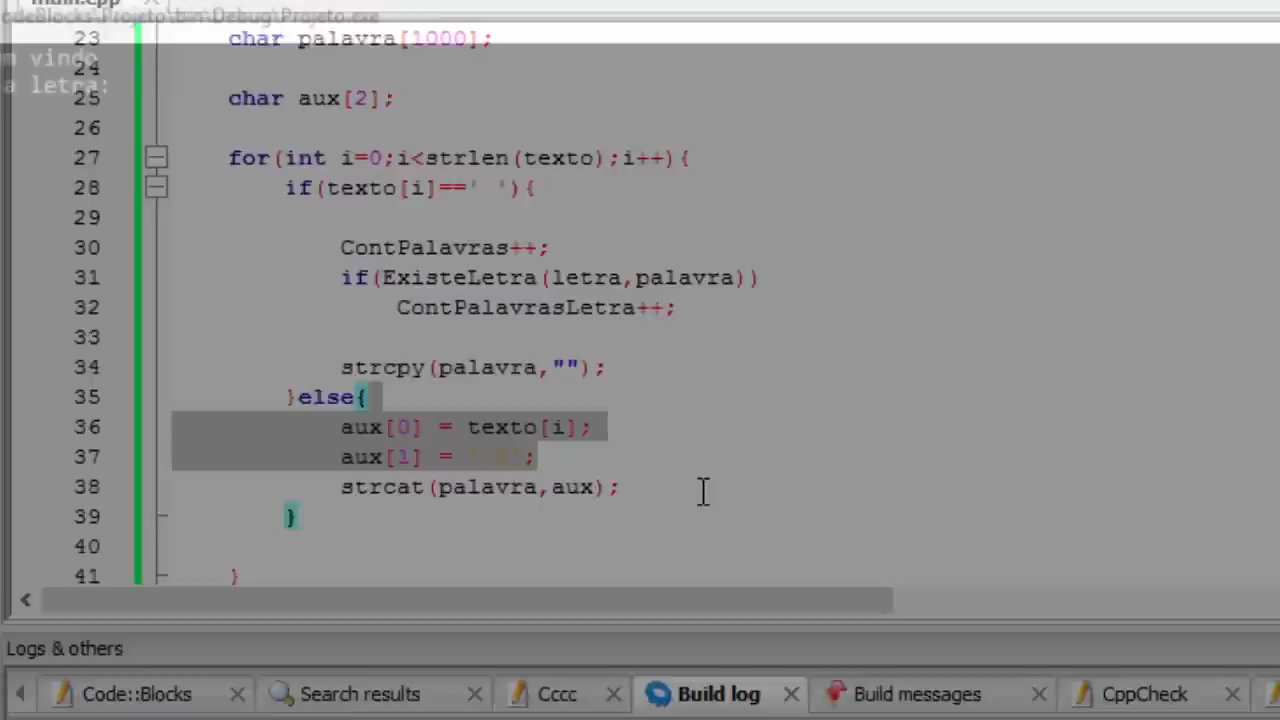 main.cpp
CodeBlocks\Projeto\bin\Debug\Projeto.exe
23 char palavra[1000];
m vindo
24
a letra:
25 char aux[2];
26
27 for(int i=0;i<strlen(texto);i++){
28 if(texto[i]==' '){
29
30 ContPalavras++;
31 if(ExisteLetra(letra,palavra))
32 ContPalavrasLetra++;
33
34 strcpy(palavra,"");
35 }else{
36 aux[0] = texto[i];
37 aux[1] =
38 strcat(palavra,aux);
39 }
40
41 }
Logs & others
Code::Blocks
Search results
Cccc
Build log
Build messages
CppCheck